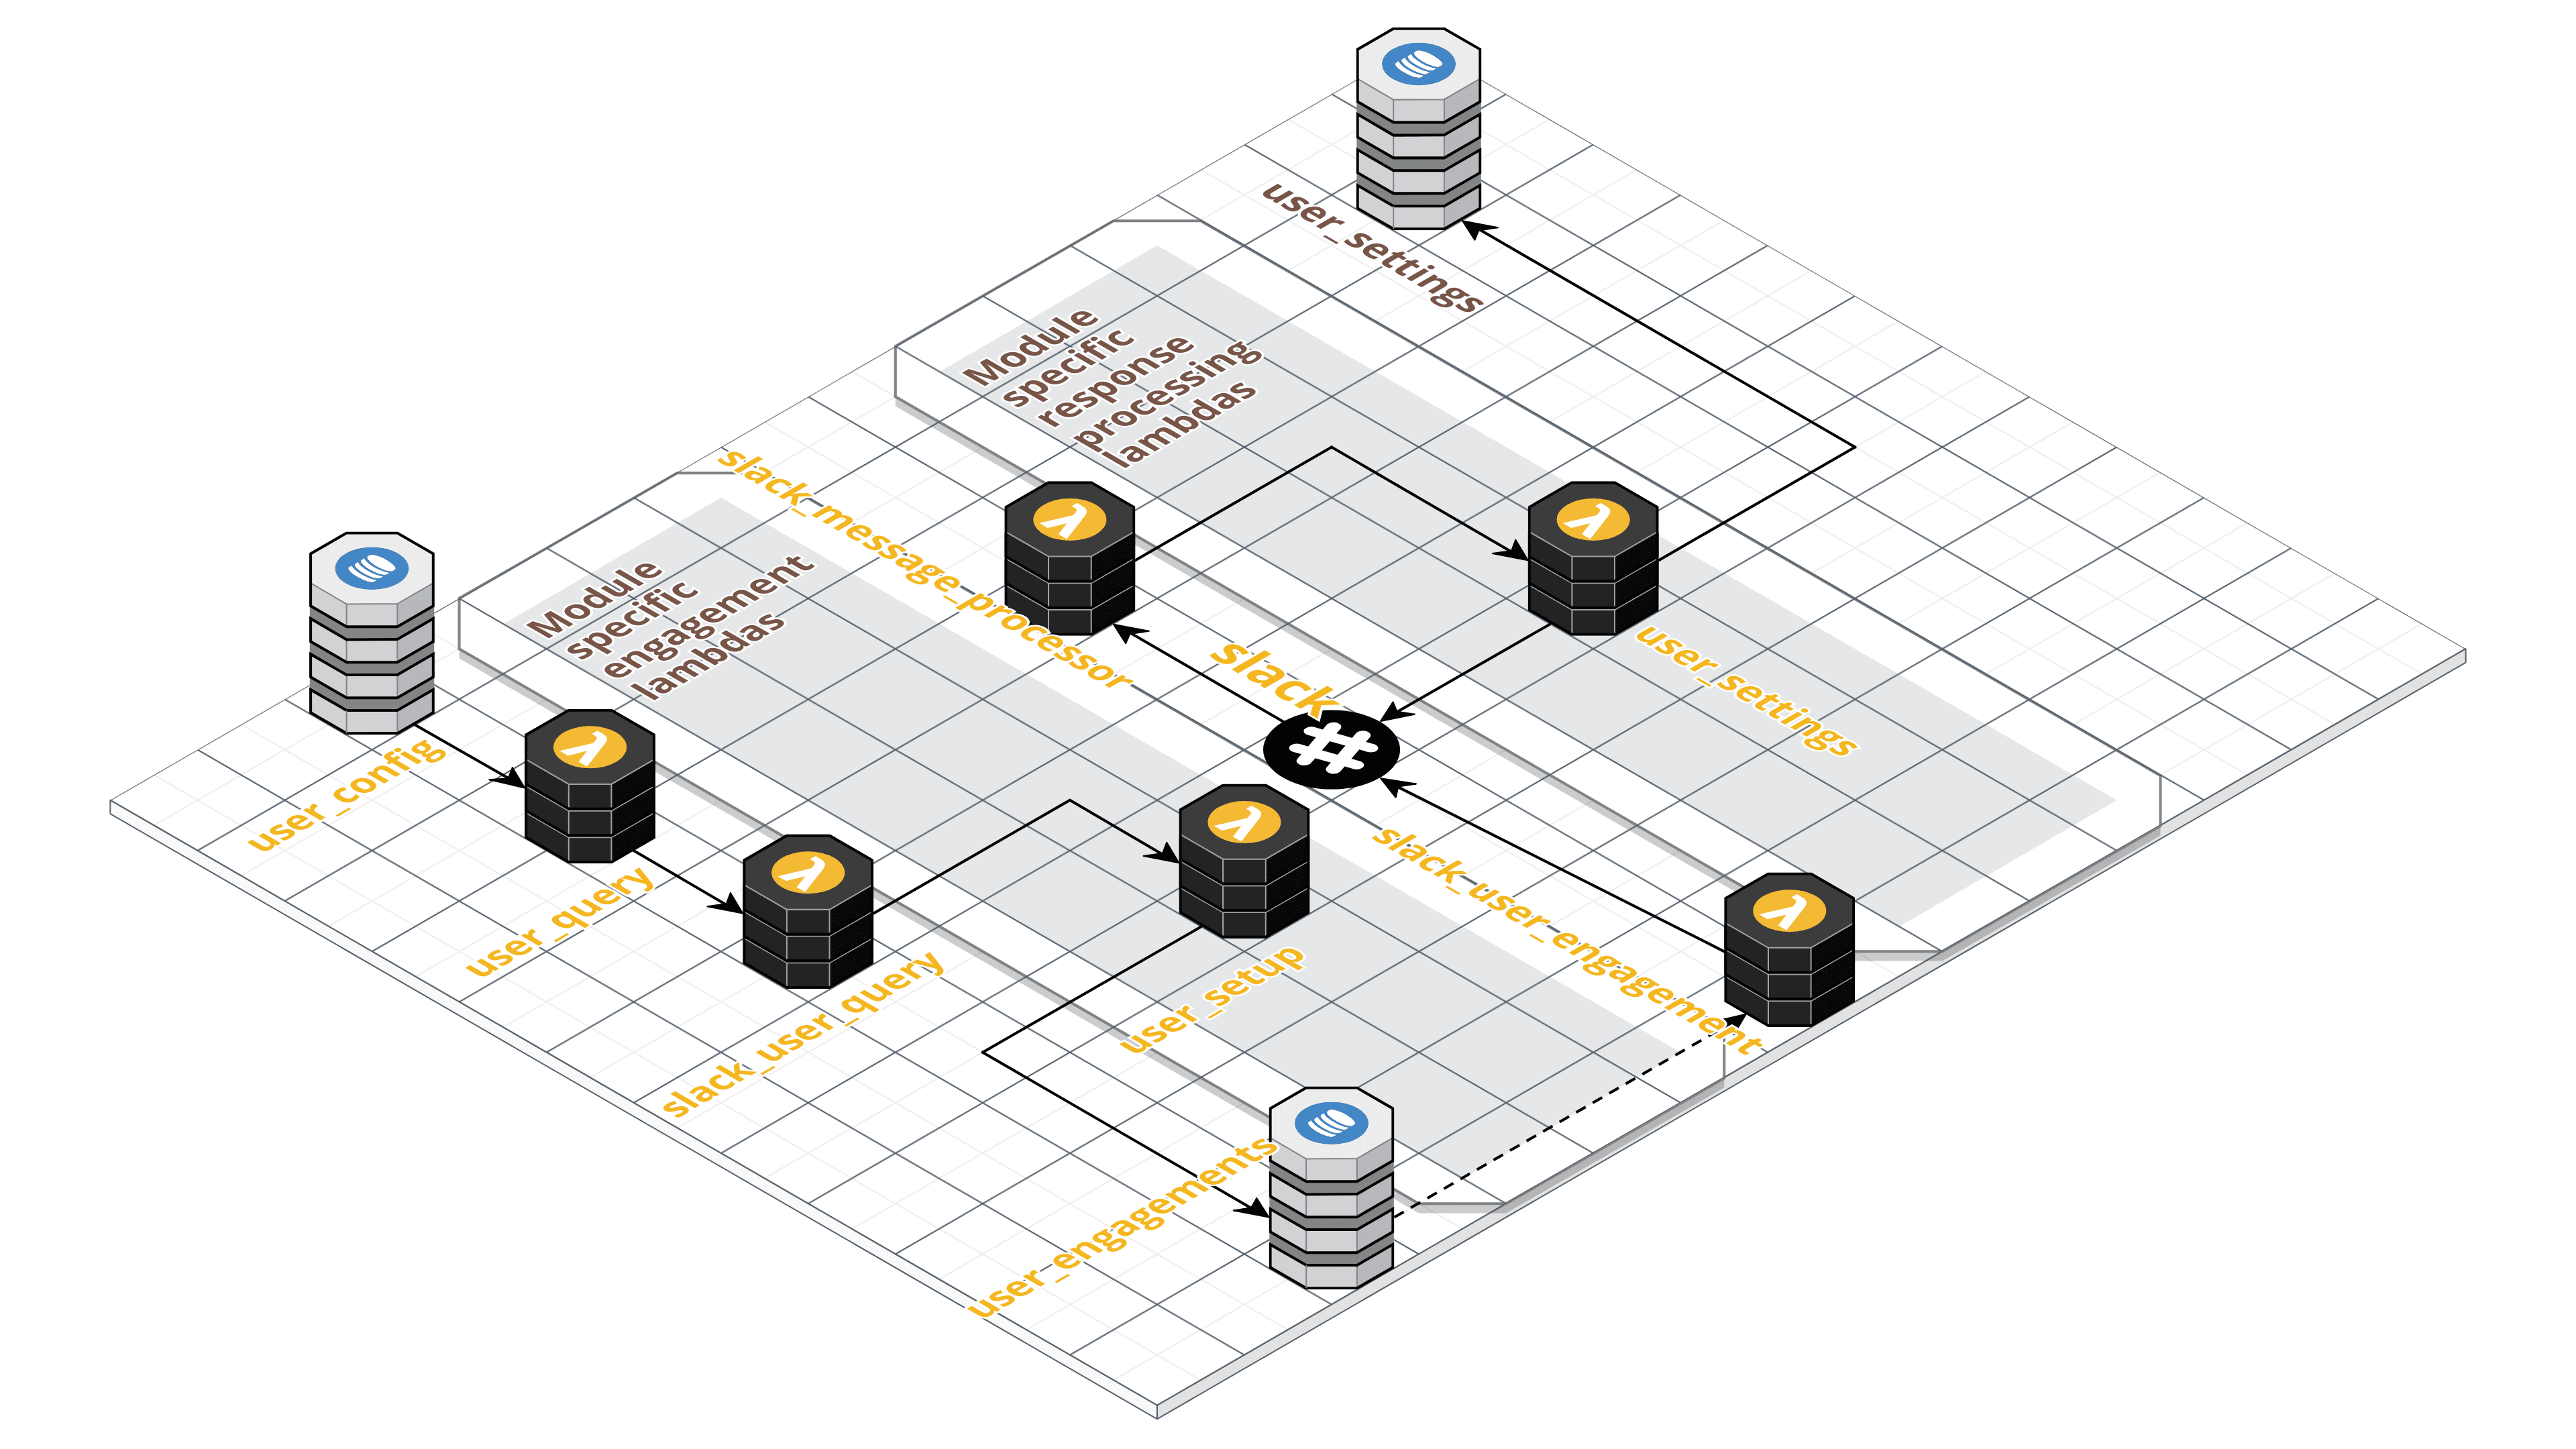 user_settings
Module
specific
response
processing
lambdas
slack_message_processor
Module
specific
engagement
lambdas
slack
user_settings
user_config
user_query
slack_user_query
user_setup
slack_user_engagement
user_engagements